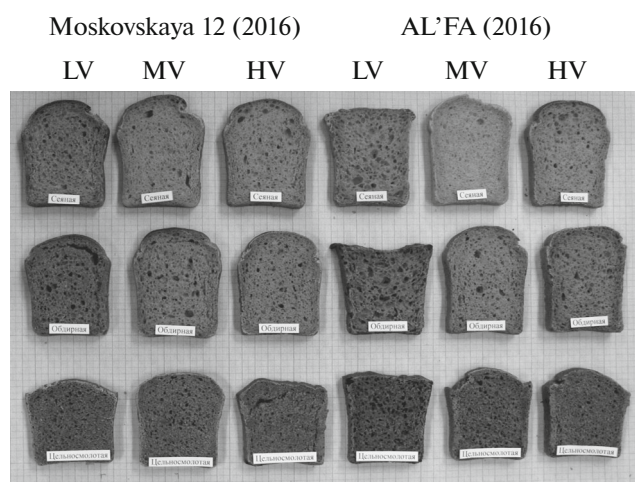 Moskovskaya 12 (2016) AL’FA (2016)
LV MV HV LV MV HV
Сеяная Сеяная Сеяная Сеяная Сеяная Сеяная
Обдирная Обдирная Обдирная Обдирная Обдирная Обдирная
Цельносмолотая Цельносмолотая Цельносмолотая Цельносмолотая Цельносмолотая Цельносмолотая